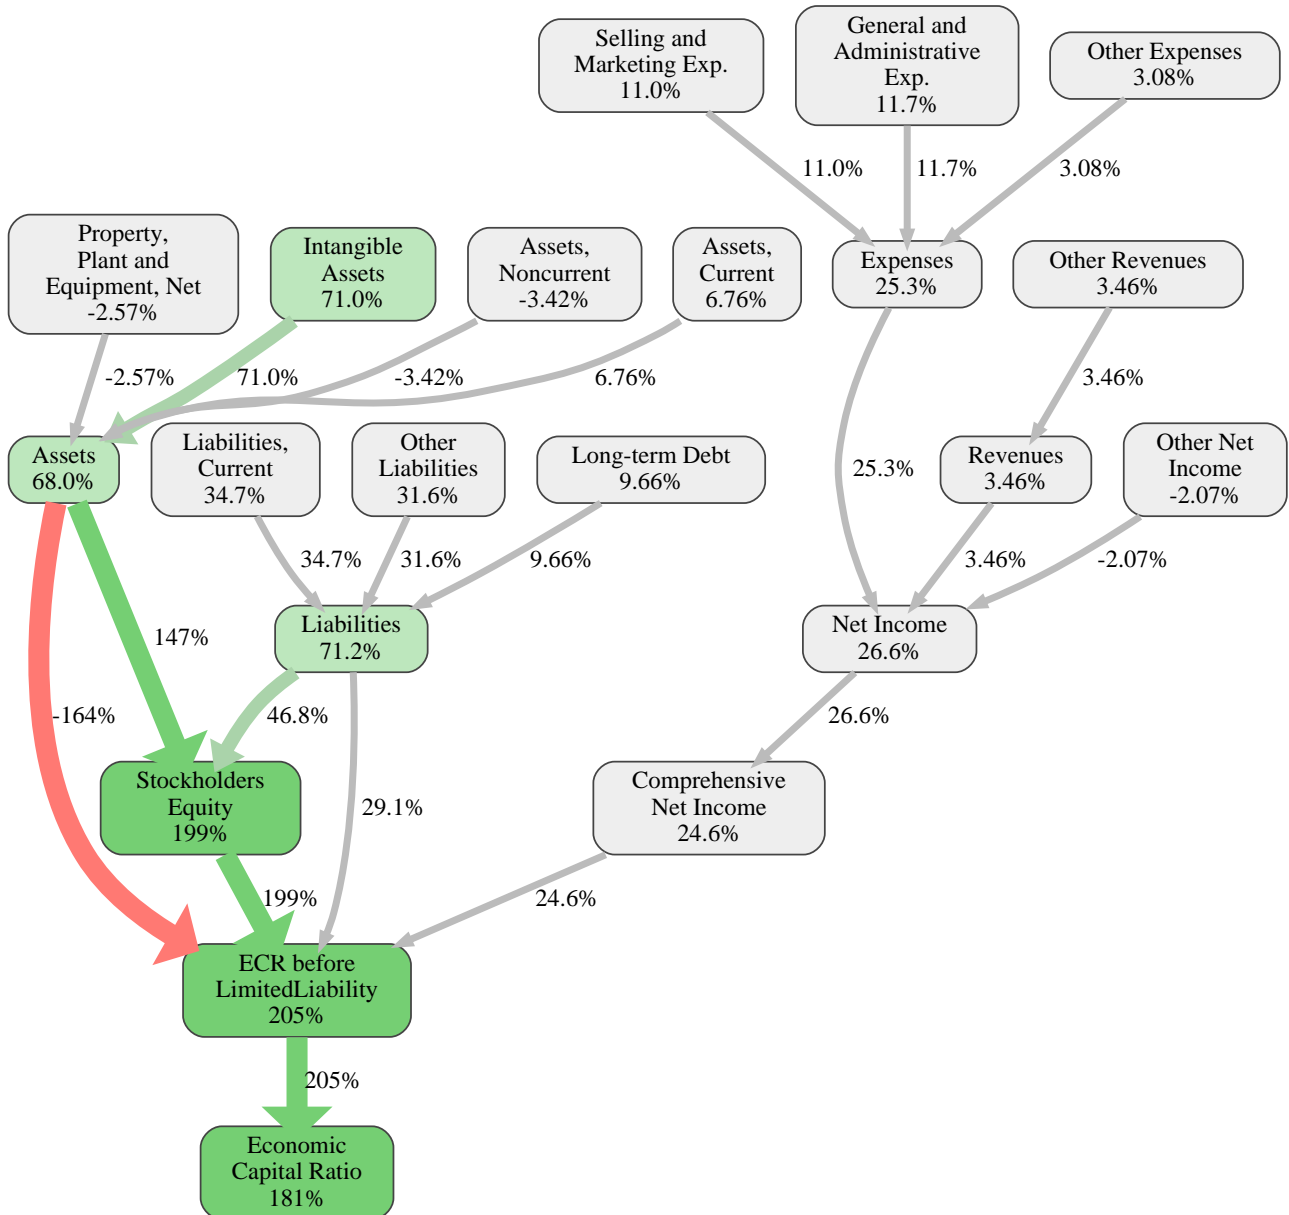 Selling and
Marketing Exp.
11.0%
General and
Administrative
Exp.
11.7%
Other Expenses
3.08%
11.0%
11.7%
3.08%
Property,
Plant and
Equipment, Net
-2.57%
Intangible
Assets
71.0%
Assets,
Noncurrent
-3.42%
Assets,
Current
6.76%
Expenses
25.3%
Other Revenues
3.46%
-2.57%
71.0%
-3.42%
6.76%
3.46%
Assets
68.0%
Liabilities,
Current
34.7%
Other
Liabilities
31.6%
Long-term Debt
9.66%
25.3%
Revenues
3.46%
Other Net
Income
-2.07%
34.7%
31.6%
9.66%
3.46%
-2.07%
147%
Liabilities
71.2%
Net Income
26.6%
-164%
46.8%
26.6%
Stockholders
Equity
199%
29.1%
Comprehensive
Net Income
24.6%
199%
24.6%
ECR before
LimitedLiability
205%
205%
Economic
Capital Ratio
181%